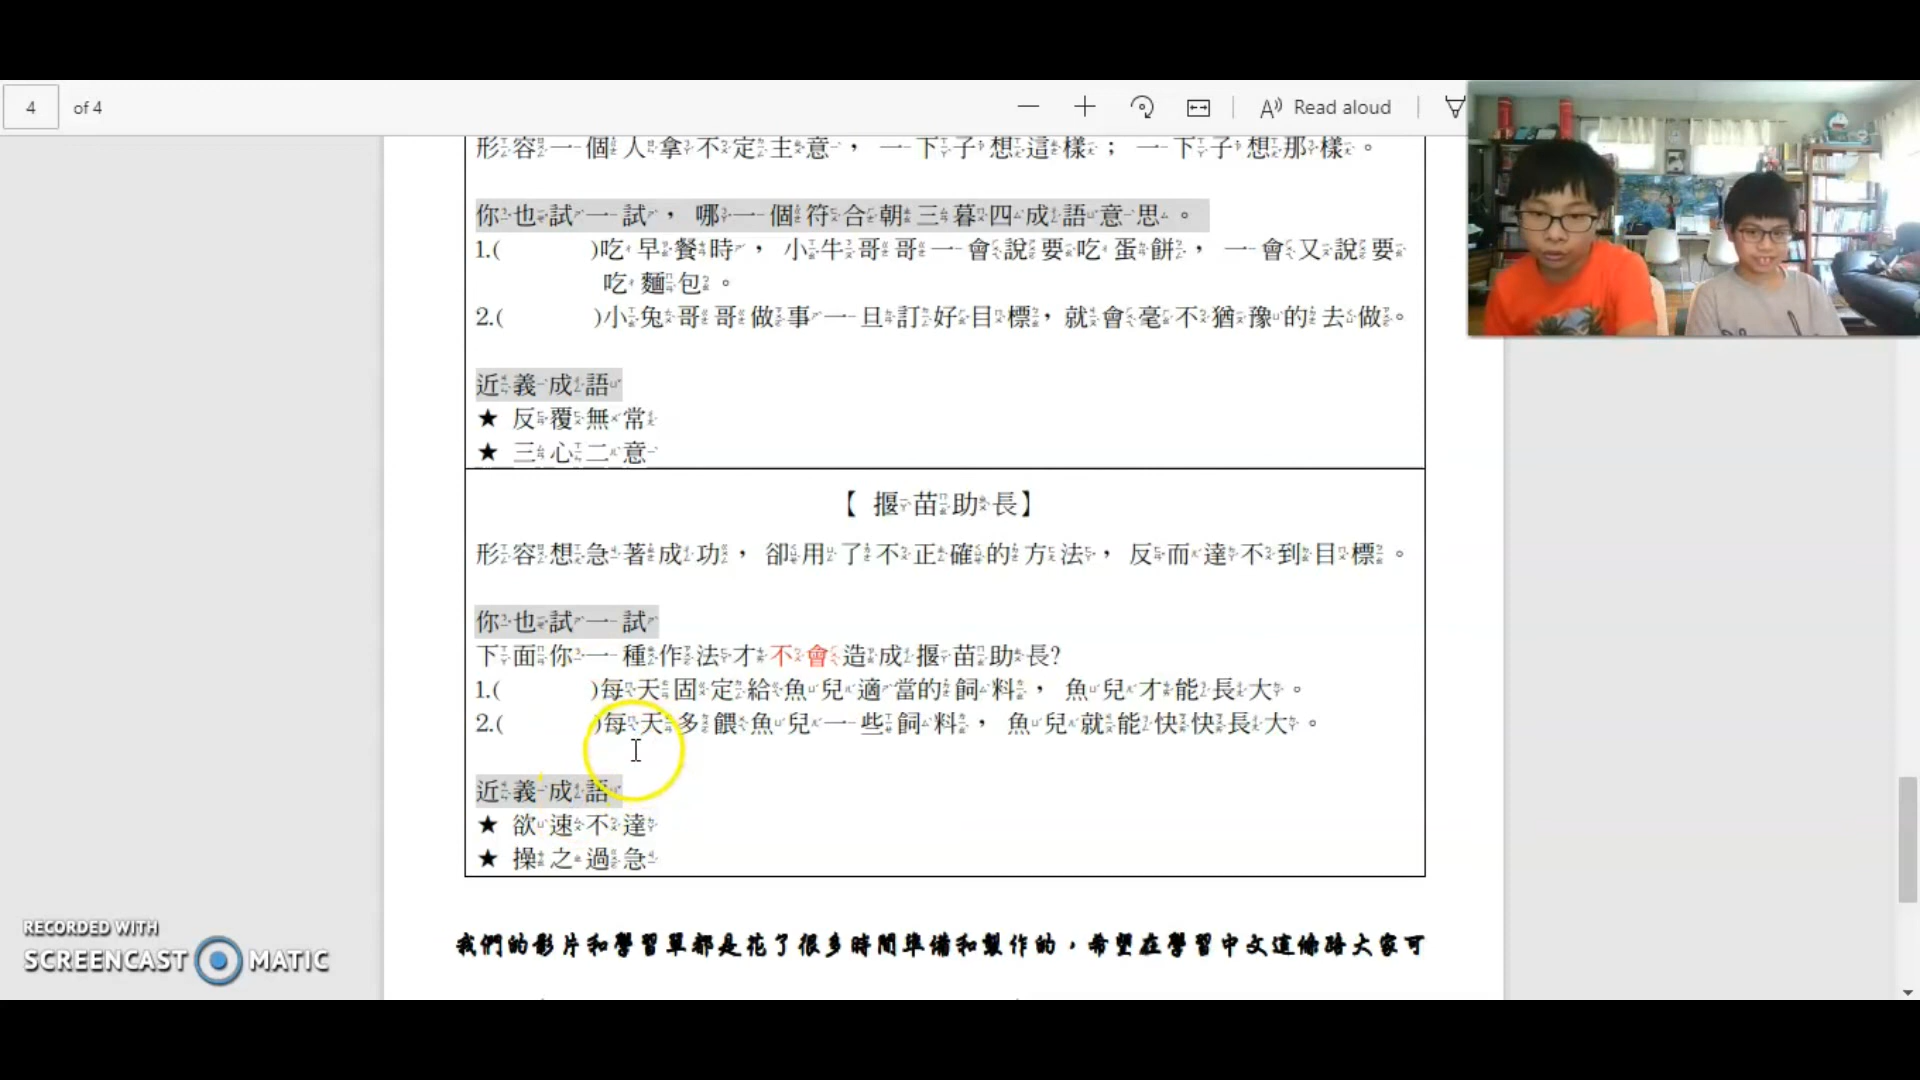 4 of 4 Read aloud
形容一個人拿不定主意，一下子想這樣；一下子想那樣。
你也試一試，哪一個符合朝三暮四成語意思。
1.( )吃早餐時，小牛哥哥一會說要吃蛋餅，一會又說要
吃麵包。
2.( )小兔哥哥做事一旦訂好目標，就會毫不猶豫的去做。
近義成語
★ 反覆無常
★ 三心二意
【揠苗助長】
形容想急著成功，卻用了不正確的方法，反而達不到目標。
你也試一試
下面你一種作法才不會造成揠苗助長?
1.( )每天固定給魚兒適當的飼料，魚兒才能長大。
2.( )每天多餵魚兒一些飼料，魚兒就能快快長大。
近義成語
★ 欲速不達
★ 操之過急
我們的影片和學習單都是花了很多時間準備和製作的，希望在學習中文這條路大家可
RECORDED WITH
SCREENCAST MATIC